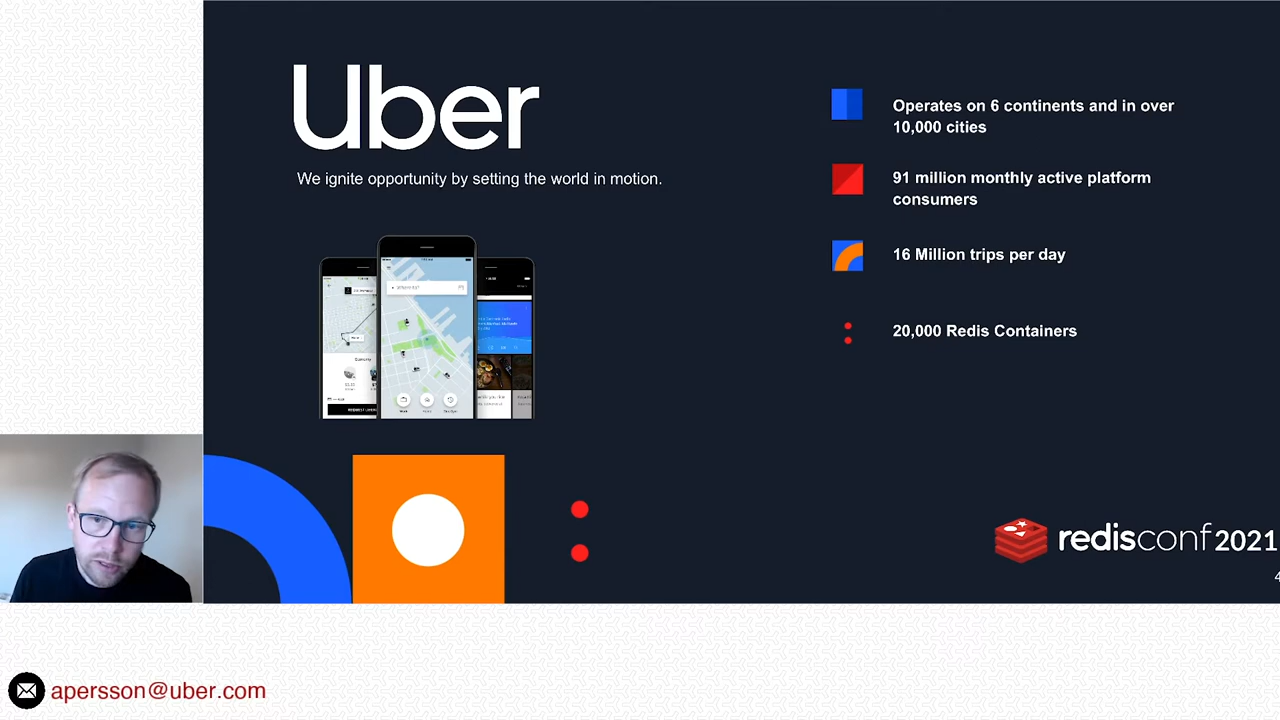 Uber
We ignite opportunity by setting the world in motion.
Operates on 6 continents and in over
10,000 cities
91 million monthly active platform
consumers
16 Million trips per day
20,000 Redis Containers
redisconf 2021
apersson@uber.com